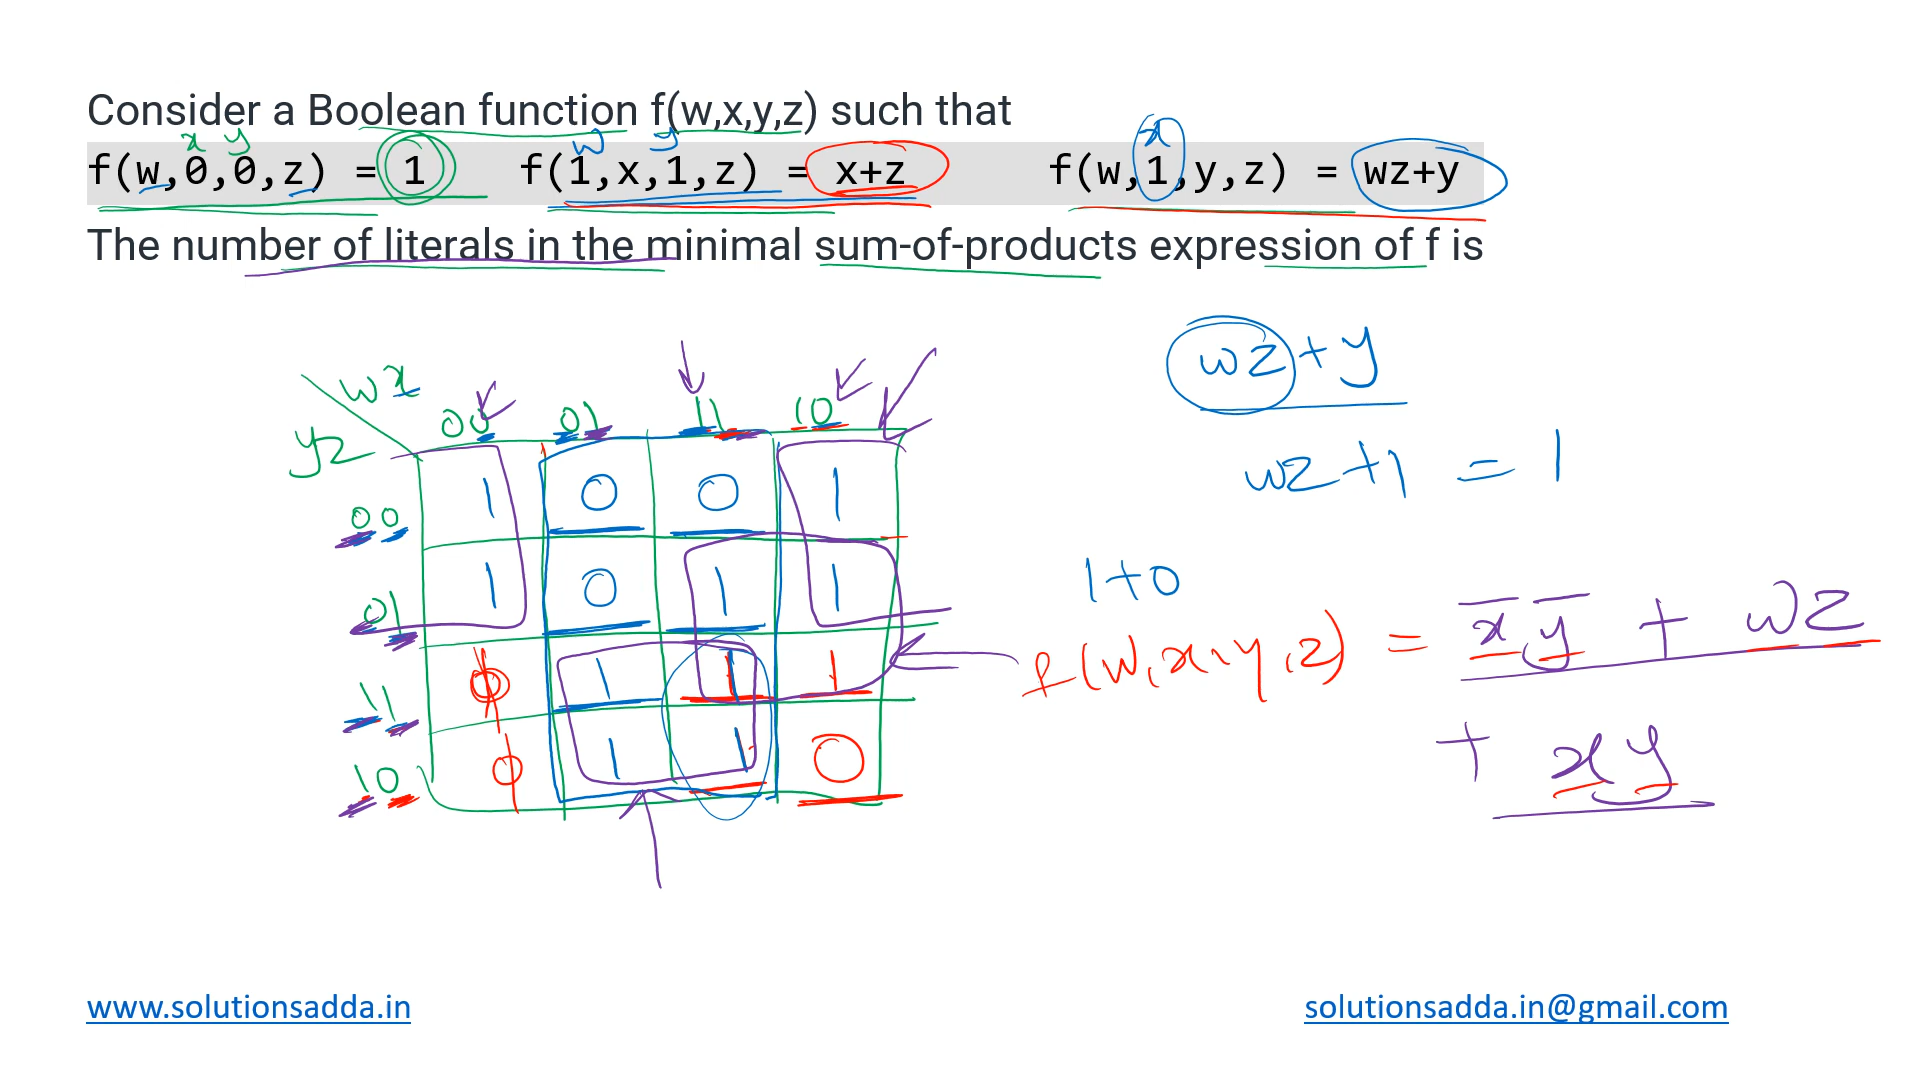 Consider a Boolean function f(w,x,y,z) such that
x y w y x
f(w,0,0,z) = 1 f(1,x,1,z) = x+z f(w,1,y,z) = wz+y
The number of literals in the minimal sum-of-products expression of f is
wz+y
wx
yz 00 01 11 10
wz+1 = 1
00 1 0 0 1
01 1 0 1 1
1+0
f(w,x,y,z) = x̅ y̅ + wz
11 0 1 1 1
+ xy
10 0 1 1 0
www.solutionsadda.in solutionsadda.in@gmail.com